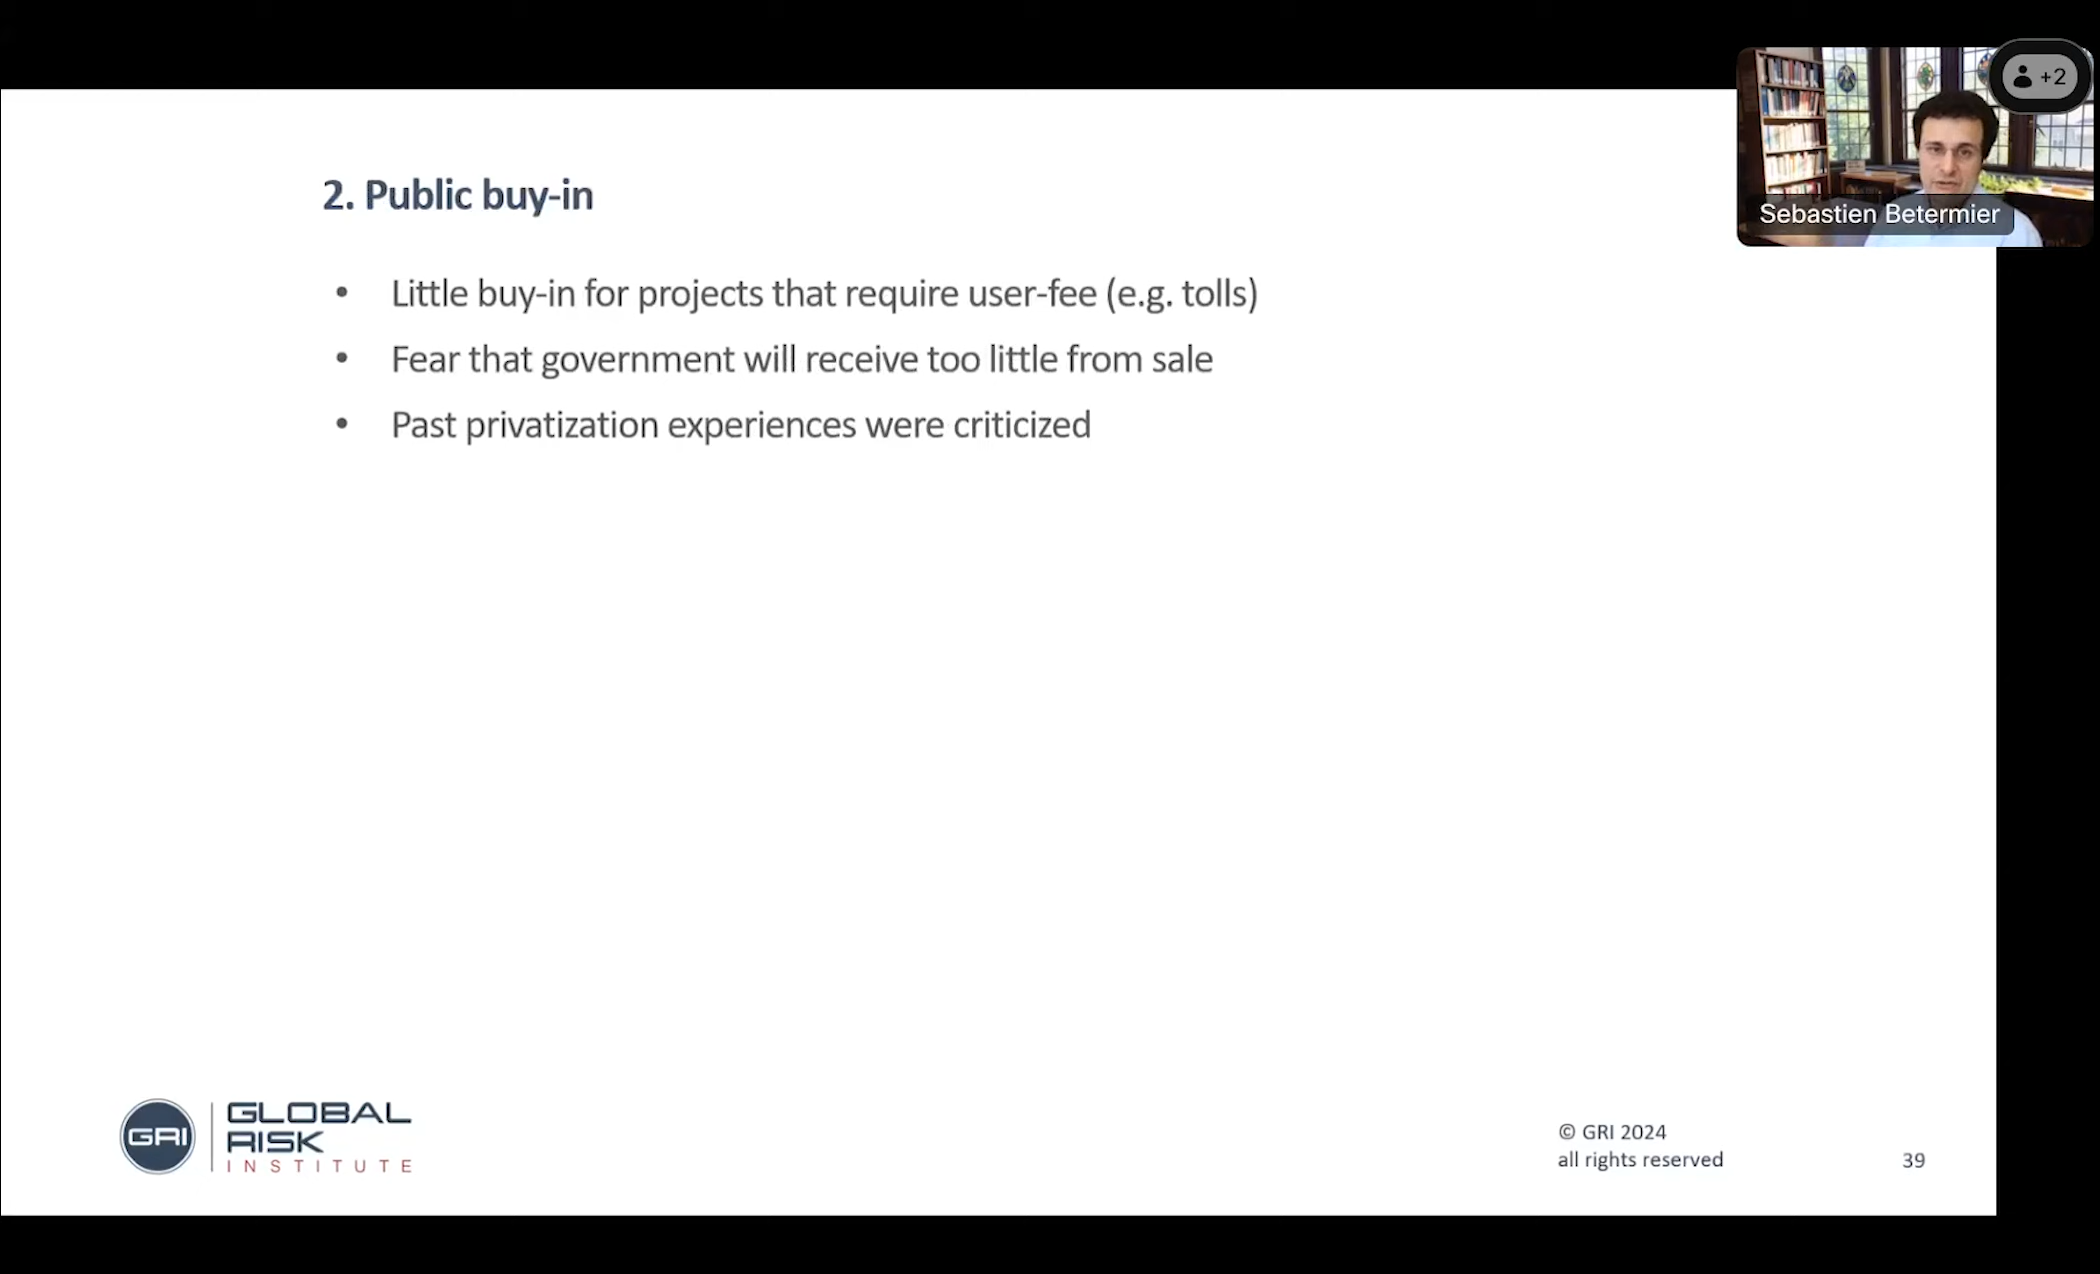 +2
Sebastien Betermier
2. Public buy-in
• Little buy-in for projects that require user-fee (e.g. tolls)
• Fear that government will receive too little from sale
• Past privatization experiences were criticized
GRI
GLOBAL
RISK
INSTITUTE
© GRI 2024
all rights reserved
39